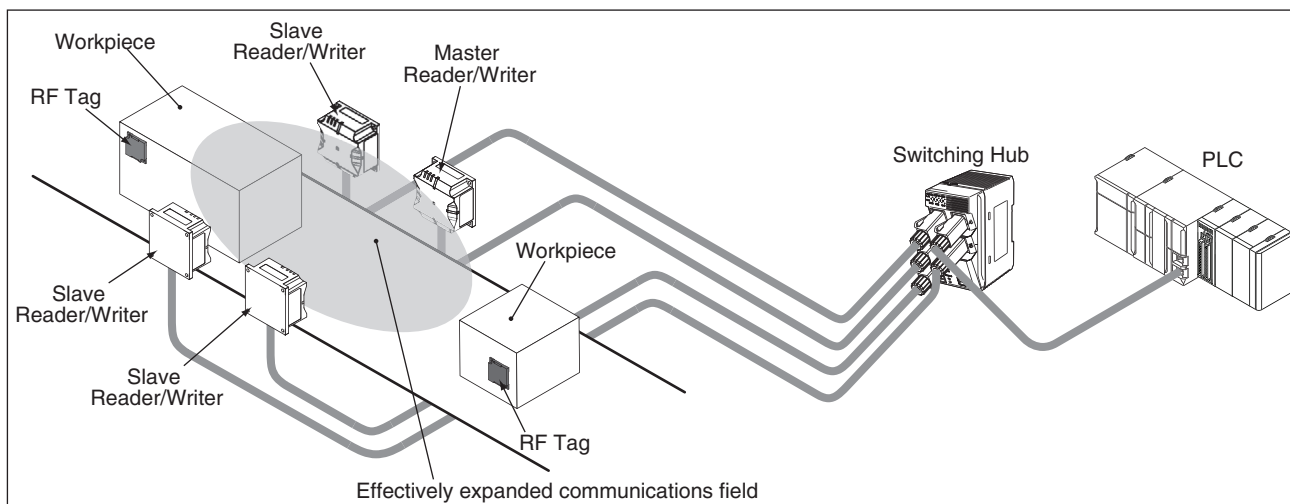 Workpiece
Slave
Reader/Writer
Master
Reader/Writer
RF Tag
Switching Hub
PLC
Workpiece
Slave
Reader/Writer
Slave
Reader/Writer
RF Tag
Effectively expanded communications field